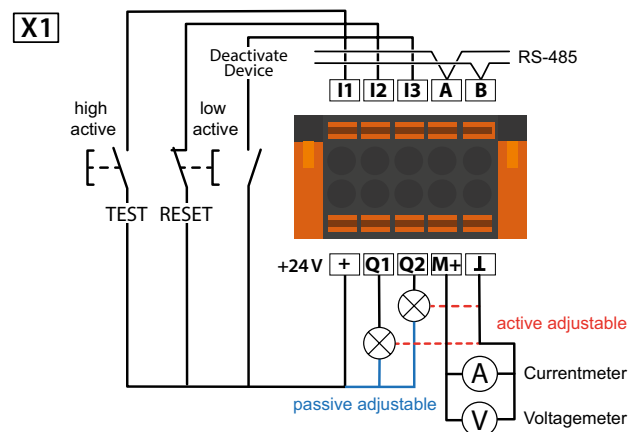 X1
Deactivate
Device
RS-485
I1 I2 I3 A B
high
active
low
active
TEST RESET
+24 V + Q1 Q2 M+ ⊥
active adjustable
passive adjustable
A Currentmeter
V Voltagemeter